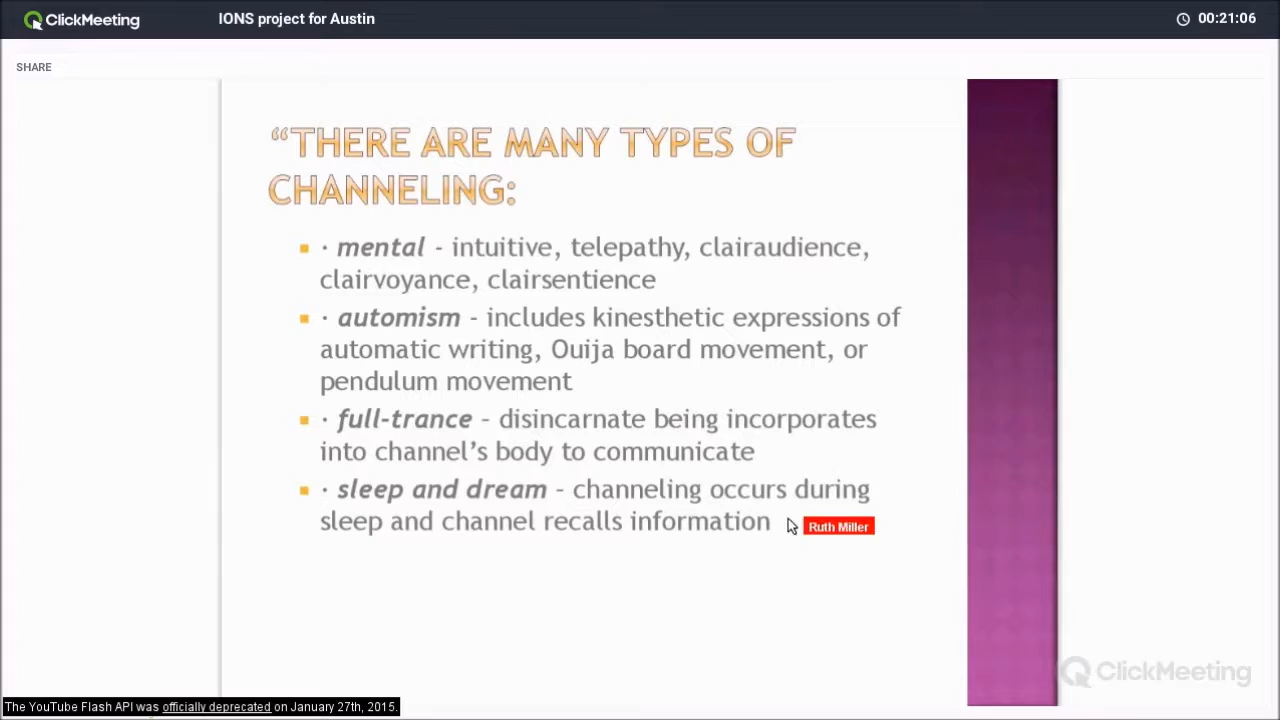 ClickMeeting
IONS project for Austin
00:21:06
SHARE
“THERE ARE MANY TYPES OF
CHANNELING:
· mental - intuitive, telepathy, clairaudience,
clairvoyance, clairsentience
· automism - includes kinesthetic expressions of
automatic writing, Ouija board movement, or
pendulum movement
· full-trance – disincarnate being incorporates
into channel’s body to communicate
· sleep and dream – channeling occurs during
sleep and channel recalls information
Ruth Miller
ClickMeeting
The YouTube Flash API was officially deprecated on January 27th, 2015.